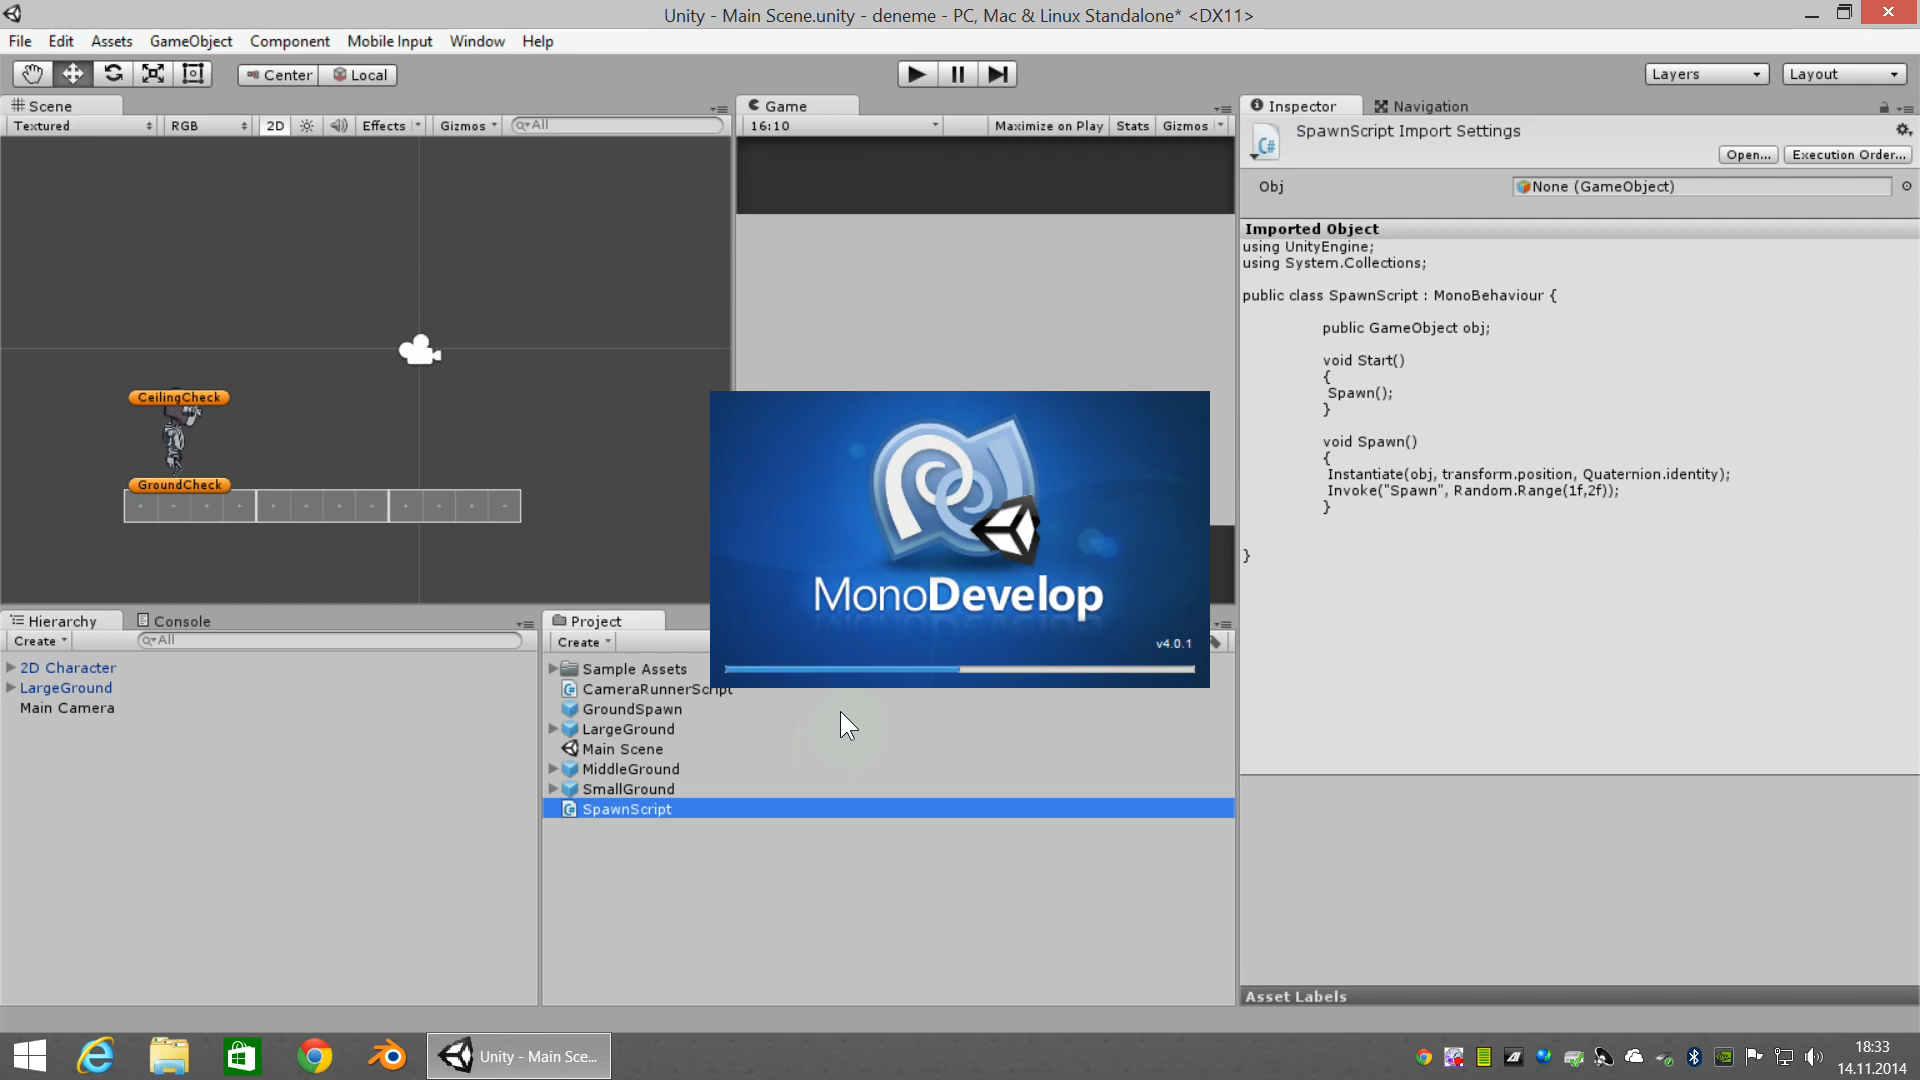 Unity - Main Scene.unity - deneme - PC, Mac & Linux Standalone* <DX11>
File Edit Assets GameObject Component Mobile Input Window Help
Center Local
Layers Layout
Scene
Textured RGB 2D Effects Gizmos All
Game
16:10 Maximize on Play Stats Gizmos
Inspector Navigation
SpawnScript Import Settings
Open... Execution Order...
Obj None (GameObject)
Imported Object
using UnityEngine;
using System.Collections;
public class SpawnScript : MonoBehaviour {
public GameObject obj;
void Start()
{
Spawn();
}
void Spawn()
{
Instantiate(obj, transform.position, Quaternion.identity);
Invoke("Spawn", Random.Range(1f,2f));
}
}
CeilingCheck
GroundCheck
MonoDevelop
v4.0.1
Hierarchy Console
Create All
2D Character
LargeGround
Main Camera
Project
Create
Sample Assets
CameraRunnerScript
GroundSpawn
LargeGround
Main Scene
MiddleGround
SmallGround
SpawnScript
Asset Labels
Unity - Main Sce...
18:33
14.11.2014